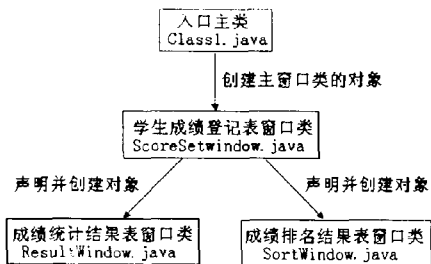 入口主类
Class1.java
创建主窗口类的对象
学生成绩登记表窗口类
ScoreSetwindow.java
声明并创建对象
声明并创建对象
成绩统计结果表窗口类
ResultWindow.java
成绩排名结果表窗口类
SortWindow.java